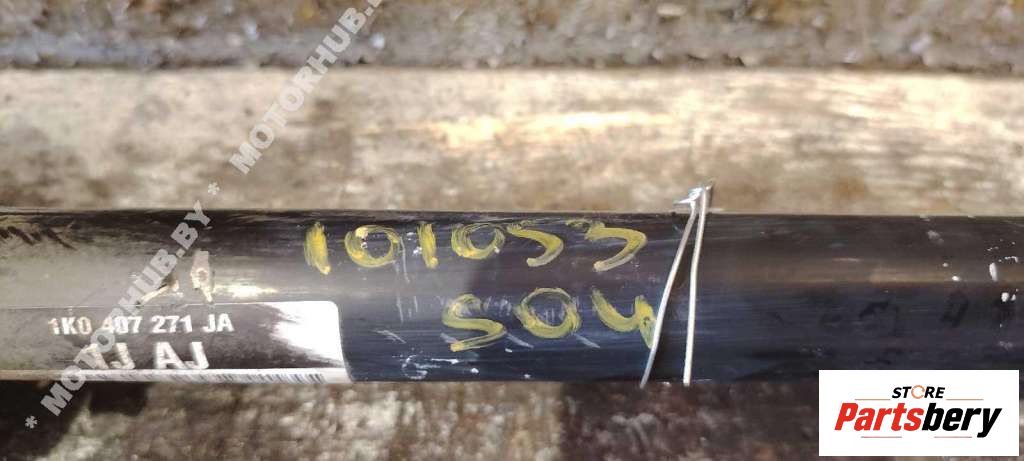 * MOTORHUB.BY * MOTORHUB.BY
101053
S04
1K0 407 271 JA
AJ
STORE
Partsbery